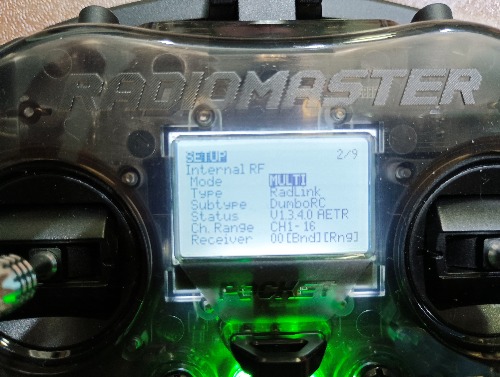 RADIOMASTER
SETUP 2/9
Internal RF
Mode MULTI
Type RadLink
Subtype DumboRC
Status V1.3.4.0 AETR
Ch. Range CH1-16
Receiver 00 [Bnd] [Rng]
POCKET